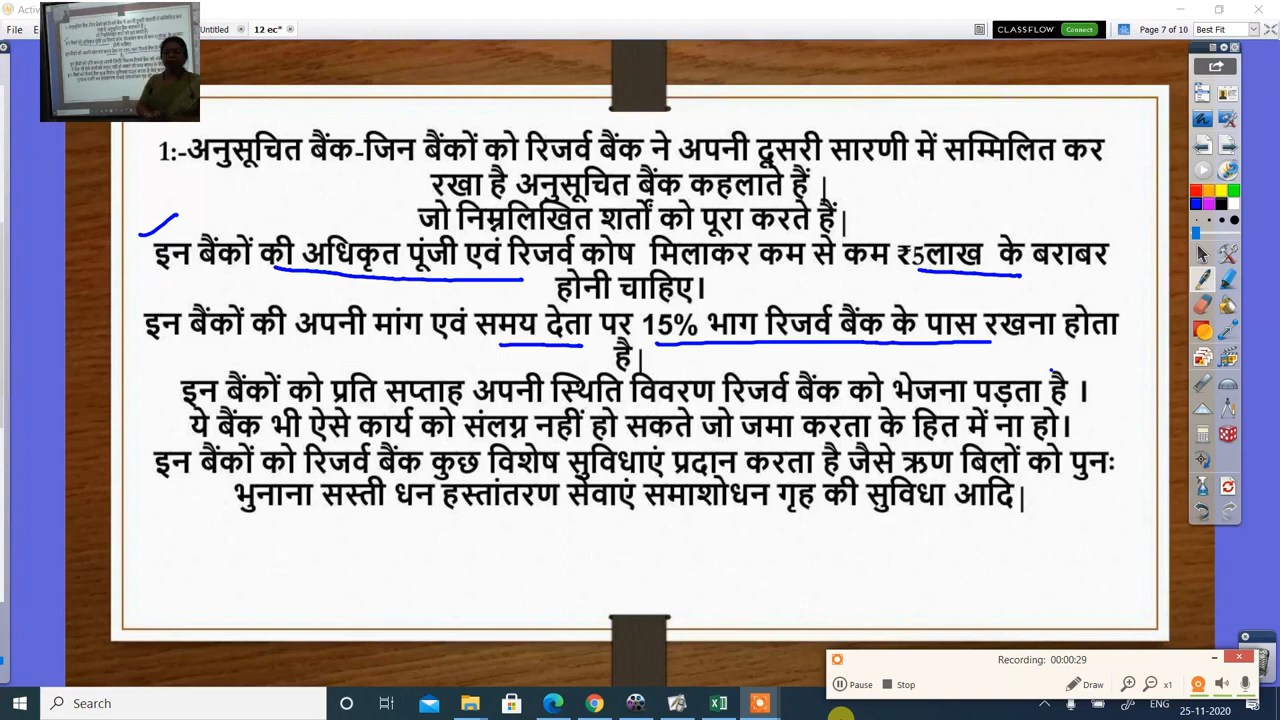 Activ
Untitled
12 ec*
CLASSFLOW
Connect
Page 7 of 10
Best Fit
File
1:-अनुसूचित बैंक-जिन बैंकों को रिजर्व बैंक ने अपनी दूसरी सारणी में सम्मिलित कर
रखा है अनुसूचित बैंक कहलाते हैं |
जो निम्नलिखित शर्तों को पूरा करते हैं|
इन बैंकों की अधिकृत पूंजी एवं रिजर्व कोष मिलाकर कम से कम ₹5लाख के बराबर
होनी चाहिए।
इन बैंकों की अपनी मांग एवं समय देता पर 15% भाग रिजर्व बैंक के पास रखना होता
है|
इन बैंकों को प्रति सप्ताह अपनी स्थिति विवरण रिजर्व बैंक को भेजना पड़ता है ।
ये बैंक भी ऐसे कार्य को संलग्न नहीं हो सकते जो जमा करता के हित में ना हो।
इन बैंकों को रिजर्व बैंक कुछ विशेष सुविधाएं प्रदान करता है जैसे ऋण बिलों को पुनः
भुनाना सस्ती धन हस्तांतरण सेवाएं समाशोधन गृह की सुविधा आदि|
Recording: 00:00:29
Pause
Stop
Draw
x1
Search
ENG
25-11-2020